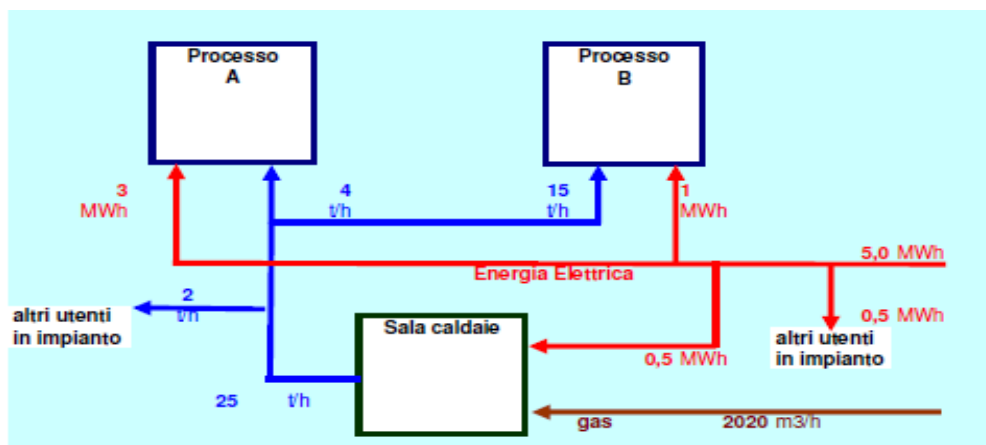 Processo
A
Processo
B
3
MWh
4
t/h
15
t/h
1
MWh
5,0 MWh
Energia Elettrica
2
t/h
altri utenti
in impianto
Sala caldaie
0,5 MWh
altri utenti
in impianto
0,5 MWh
25 t/h
gas 2020 m3/h